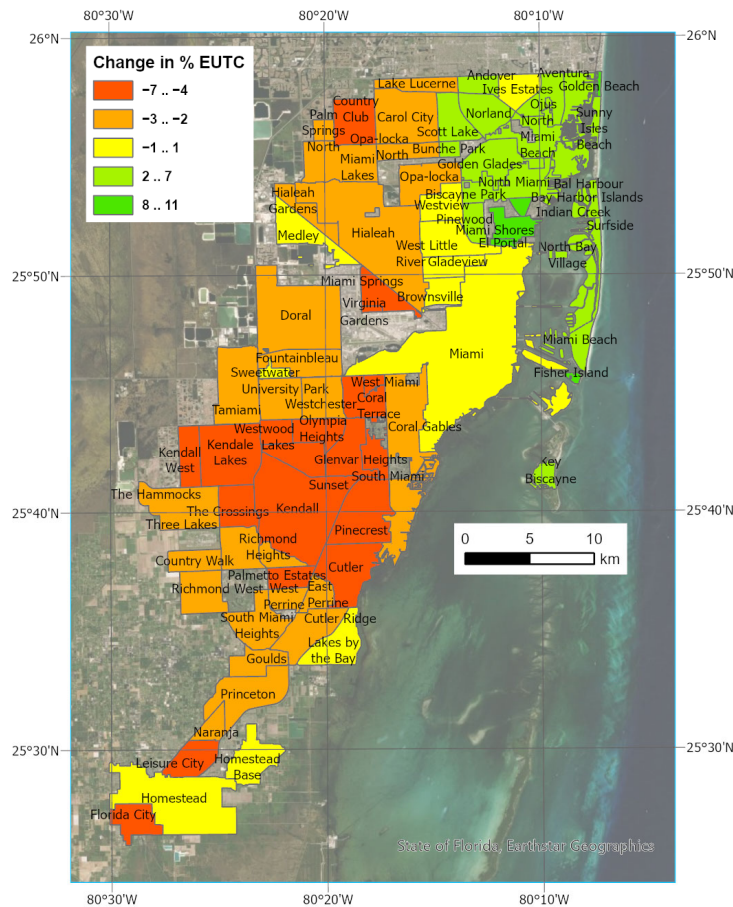 80°30'W 80°20'W 80°10'W
26°N 26°N
Change in % EUTC
−7 .. −4
−3 .. −2
−1 .. 1
2 .. 7
8 .. 11
Lake Lucerne
Andover
Aventura
Ives Estates
Golden Beach
Country
Club
Palm
Springs
North
Carol City
Norland
Ojus
Sunny
Isles
Beach
North
Miami
Beach
Scott Lake
Opa-locka
North
Bunche Park
Miami
Lakes
Golden Glades
Opa-locka
North Miami
Bal Harbour
Hialeah
Gardens
Biscayne Park
Bay Harbor Islands
Westview
Indian Creek
Pinewood
Surfside
Medley
Hialeah
Miami Shores
West Little
River
El Portal
North Bay
Village
Gladeview
25°50'N 25°50'N
Miami Springs
Virginia
Gardens
Brownsville
Doral
Miami Beach
Miami
Fountainbleau
Sweetwater
Fisher Island
University Park
West Miami
Westchester
Coral
Terrace
Tamiami
Olympia
Heights
Westwood
Lakes
Coral Gables
Kendall
West
Kendale
Lakes
Glenvar Heights
Key
Biscayne
South Miami
Sunset
The Hammocks
The Crossings
Kendall
25°40'N 25°40'N
Three Lakes
Pinecrest
Richmond
Heights
0 5 10
km
Country Walk
Cutler
Palmetto Estates
Richmond West
West
Perrine
East
Perrine
South Miami
Heights
Cutler Ridge
Lakes by
the Bay
Goulds
Princeton
Naranja
25°30'N 25°30'N
Leisure City
Homestead
Base
Homestead
Florida City
State of Florida, Earthstar Geographics
80°30'W 80°20'W 80°10'W